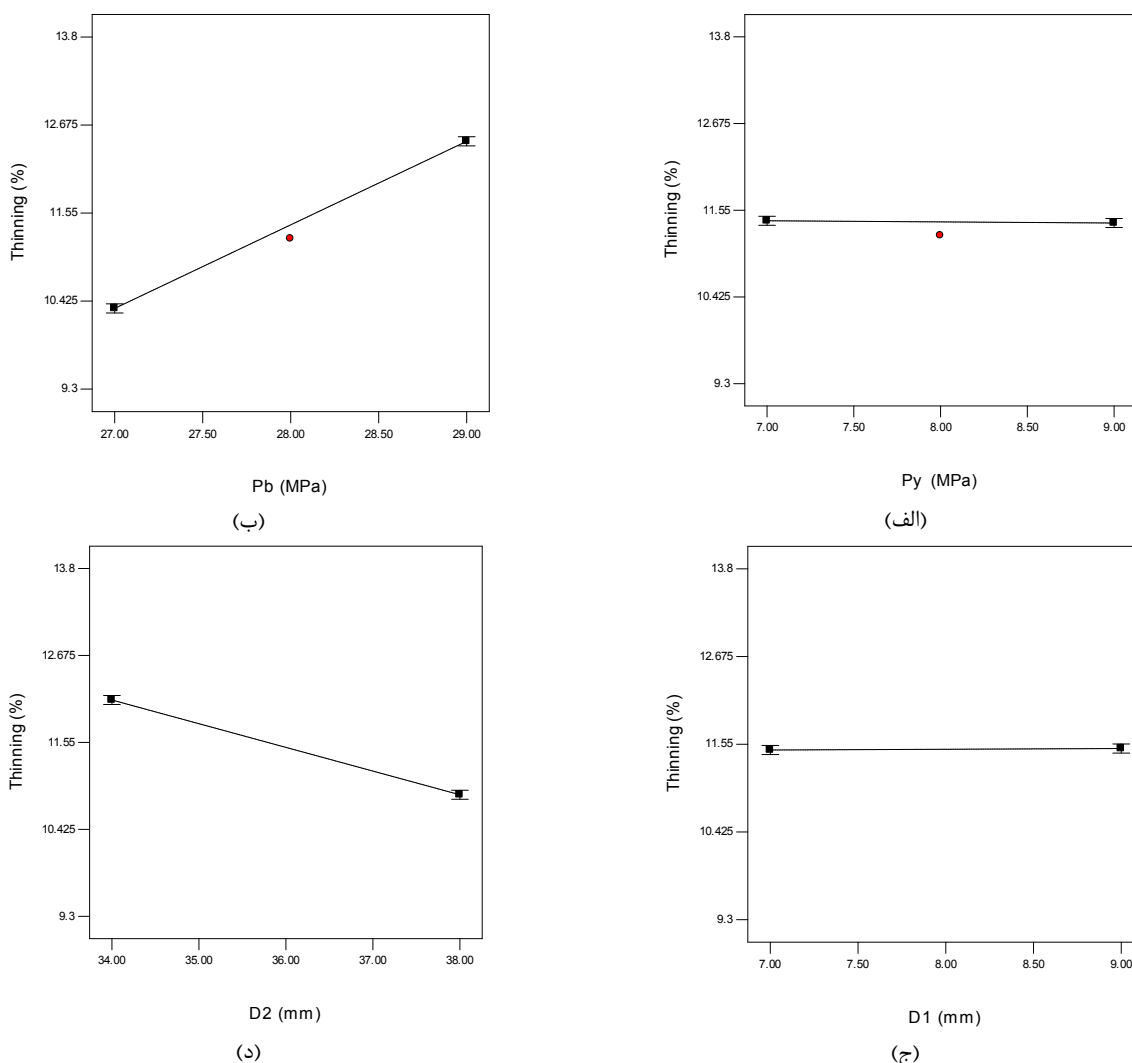 13.8
12.675
11.55
10.425
9.3
Thinning (%)
27.00 27.50 28.00 28.50 29.00
Pb (MPa)
(ب)
13.8
12.675
11.55
10.425
9.3
Thinning (%)
7.00 7.50 8.00 8.50 9.00
Py (MPa)
(الف)
13.8
12.675
11.55
10.425
9.3
Thinning (%)
34.00 35.00 36.00 37.00 38.00
D2 (mm)
(د)
13.8
12.675
11.55
10.425
9.3
Thinning (%)
7.00 7.50 8.00 8.50 9.00
D1 (mm)
(ج)